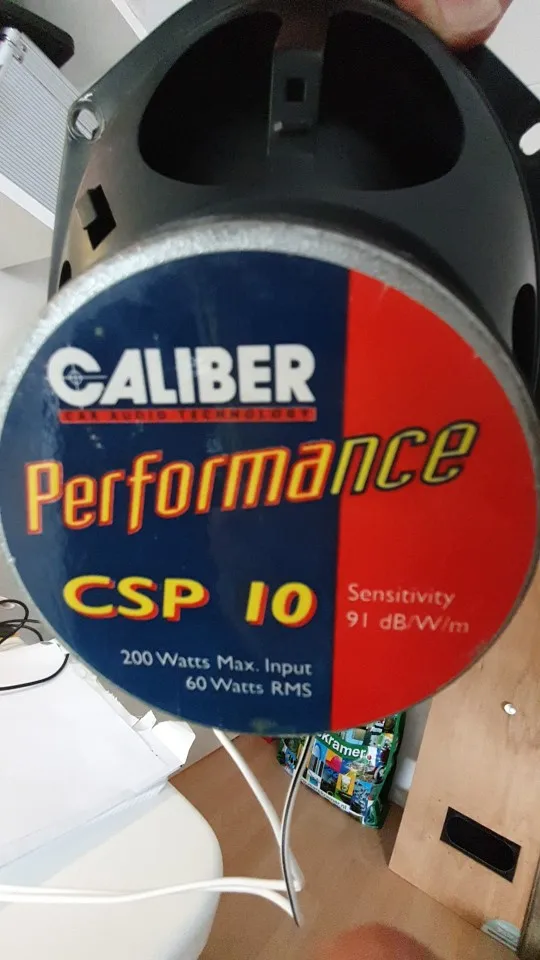 CALIBER
CAR AUDIO TECHNOLOGY
Performance
CSP 10
Sensitivity
91 dB/W/m
200 Watts Max. Input
60 Watts RMS
Kramer